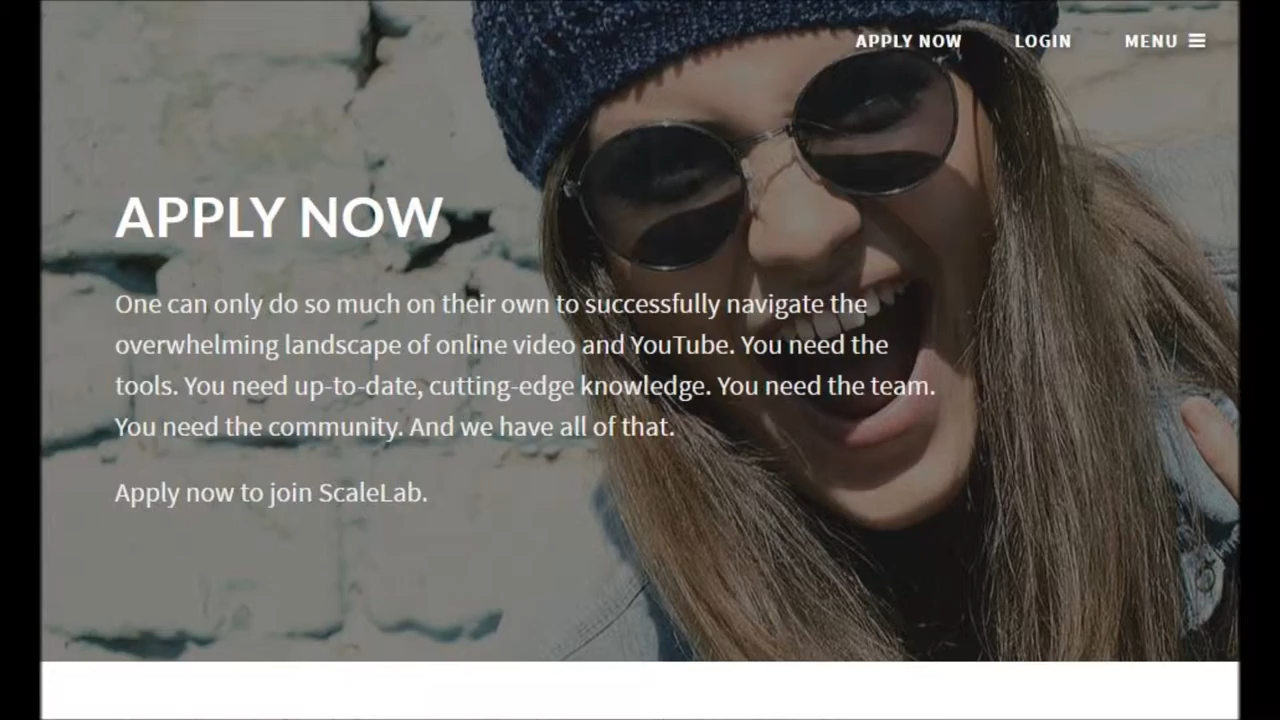 APPLY NOW LOGIN MENU
APPLY NOW
One can only do so much on their own to successfully navigate the
overwhelming landscape of online video and YouTube. You need the
tools. You need up-to-date, cutting-edge knowledge. You need the team.
You need the community. And we have all of that.
Apply now to join ScaleLab.